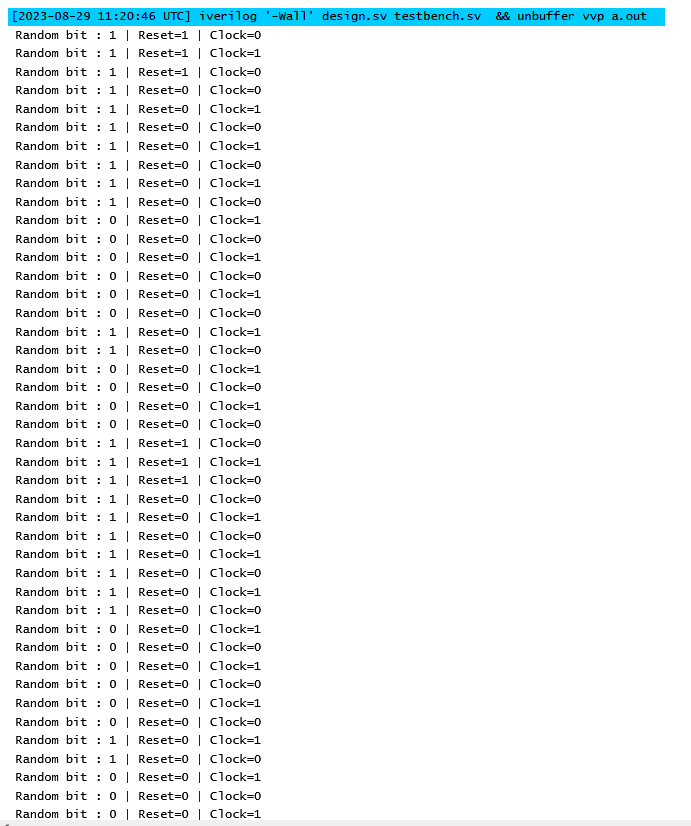 [2023-08-29 11:20:46 UTC] iverilog '-Wall' design.sv testbench.sv  && unbuffer vvp a.out
Random bit : 1 | Reset=1 | Clock=0
Random bit : 1 | Reset=1 | Clock=1
Random bit : 1 | Reset=1 | Clock=0
Random bit : 1 | Reset=0 | Clock=0
Random bit : 1 | Reset=0 | Clock=1
Random bit : 1 | Reset=0 | Clock=0
Random bit : 1 | Reset=0 | Clock=1
Random bit : 1 | Reset=0 | Clock=0
Random bit : 1 | Reset=0 | Clock=1
Random bit : 1 | Reset=0 | Clock=0
Random bit : 0 | Reset=0 | Clock=1
Random bit : 0 | Reset=0 | Clock=0
Random bit : 0 | Reset=0 | Clock=1
Random bit : 0 | Reset=0 | Clock=0
Random bit : 0 | Reset=0 | Clock=1
Random bit : 0 | Reset=0 | Clock=0
Random bit : 1 | Reset=0 | Clock=1
Random bit : 1 | Reset=0 | Clock=0
Random bit : 0 | Reset=0 | Clock=1
Random bit : 0 | Reset=0 | Clock=0
Random bit : 0 | Reset=0 | Clock=1
Random bit : 0 | Reset=0 | Clock=0
Random bit : 1 | Reset=1 | Clock=0
Random bit : 1 | Reset=1 | Clock=1
Random bit : 1 | Reset=1 | Clock=0
Random bit : 1 | Reset=0 | Clock=0
Random bit : 1 | Reset=0 | Clock=1
Random bit : 1 | Reset=0 | Clock=0
Random bit : 1 | Reset=0 | Clock=1
Random bit : 1 | Reset=0 | Clock=0
Random bit : 1 | Reset=0 | Clock=1
Random bit : 1 | Reset=0 | Clock=0
Random bit : 0 | Reset=0 | Clock=1
Random bit : 0 | Reset=0 | Clock=0
Random bit : 0 | Reset=0 | Clock=1
Random bit : 0 | Reset=0 | Clock=0
Random bit : 0 | Reset=0 | Clock=1
Random bit : 0 | Reset=0 | Clock=0
Random bit : 1 | Reset=0 | Clock=1
Random bit : 1 | Reset=0 | Clock=0
Random bit : 0 | Reset=0 | Clock=1
Random bit : 0 | Reset=0 | Clock=0
Random bit : 0 | Reset=0 | Clock=1